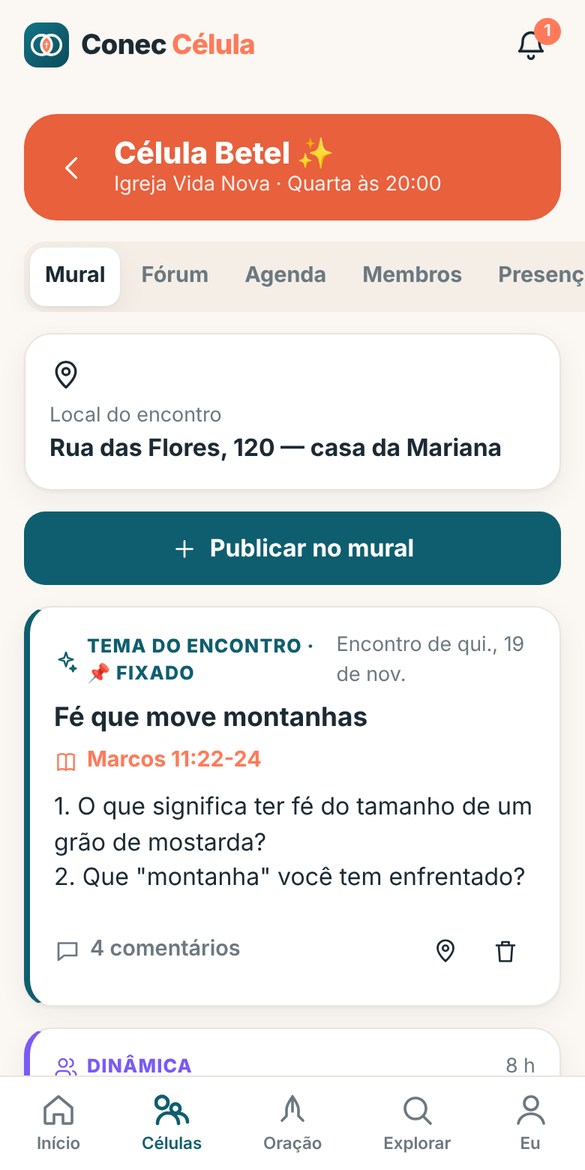 Conec Célula
1
Célula Betel ✨
Igreja Vida Nova · Quarta às 20:00
Mural Fórum Agenda Membros Presenç
Local do encontro
Rua das Flores, 120 — casa da Mariana
+ Publicar no mural
TEMA DO ENCONTRO ·
📌 FIXADO
Encontro de qui., 19
de nov.
Fé que move montanhas
Marcos 11:22-24
1. O que significa ter fé do tamanho de um
grão de mostarda?
2. Que "montanha" você tem enfrentado?
4 comentários
DINÂMICA
8 h
Início Células Oração Explorar Eu